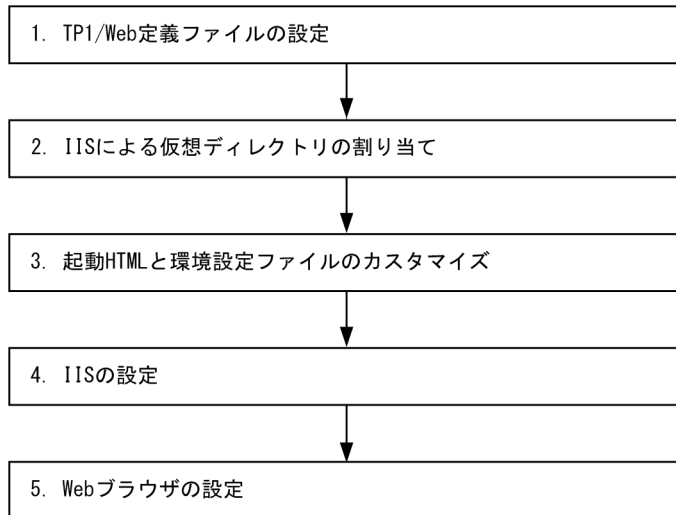 1. TP1/Web定義ファイルの設定
2. IISによる仮想ディレクトリの割り当て
3. 起動HTMLと環境設定ファイルのカスタマイズ
4. IISの設定
5. Webブラウザの設定